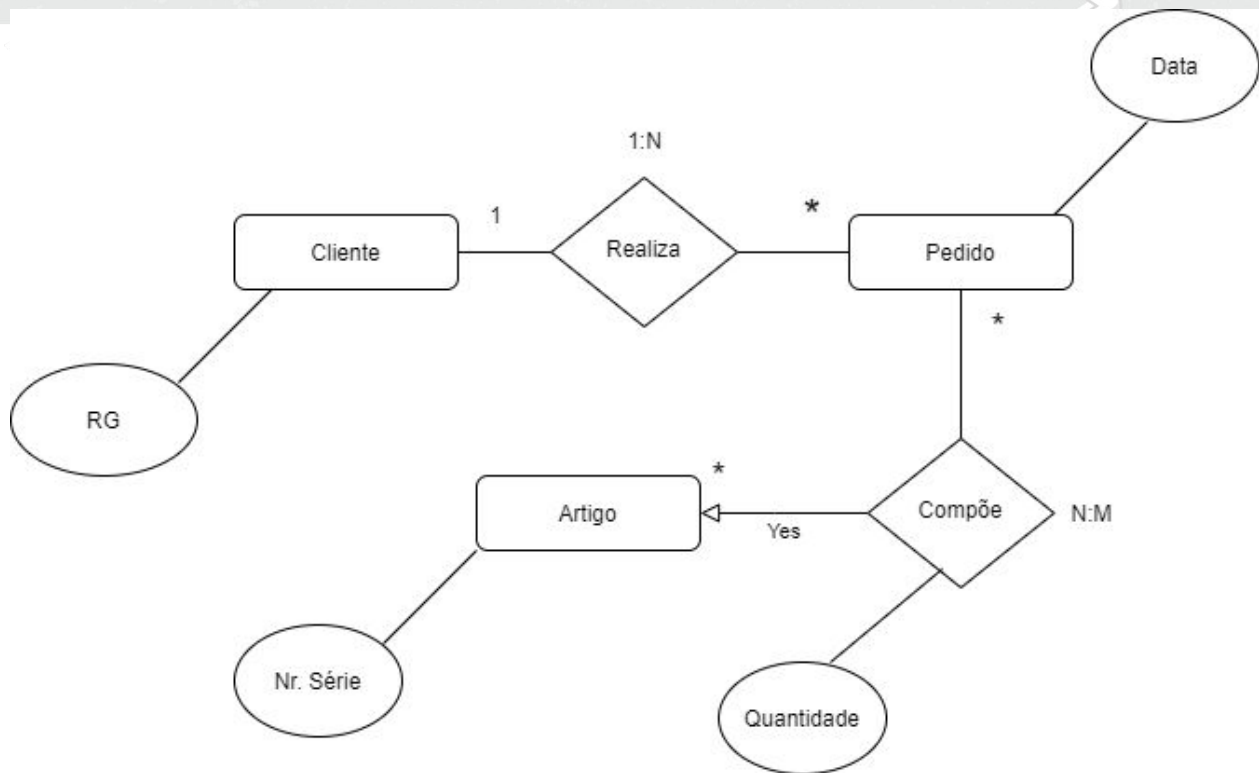 Data
1:N
1
*
Cliente
Realiza
Pedido
*
RG
*
Artigo
Yes
Compõe
N:M
Nr. Série
Quantidade